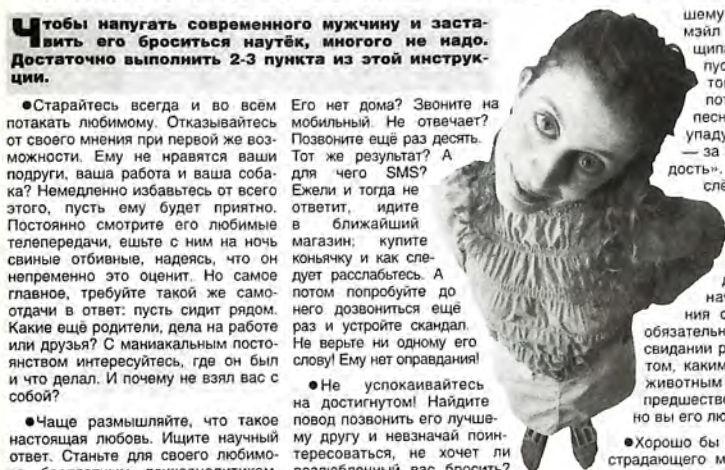 Чтобы напугать современного мужчину и заста-
вить его броситься наутёк, многого не надо.
Достаточно выполнить 2-3 пункта из этой инструк-
ции.
●Старайтесь всегда и во всём
потакать любимому. Отказывайтесь
от своего мнения при первой же воз-
можности. Ему не нравятся ваши
подруги, ваша работа и ваша соба-
ка? Немедленно избавьтесь от всего
этого, пусть ему будет приятно.
Постоянно смотрите его любимые
телепередачи, ешьте с ним на ночь
свиные отбивные, надеясь, что он
непременно это оценит. Но самое
главное, требуйте такой же само-
отдачи в ответ: пусть сидит рядом.
Какие ещё родители, дела на работе
или друзья? С маниакальным посто-
янством интересуйтесь, где он был
и что делал. И почему не взял вас с
собой?
●Чаще размышляйте, что такое
настоящая любовь. Ищите научный
ответ. Станьте для своего любимо-
Его нет дома? Звоните на
мобильный. Не отвечает?
Позвоните ещё раз десять.
Тот же результат? А
для чего SMS?
Ежели и тогда не
ответит, идите
в ближайший
магазин, купите
коньячку и как сле-
дует расслабьтесь. А
потом попробуйте до
него дозвониться ещё
раз и устройте скандал.
Не верьте ни одному его
слову! Ему нет оправдания!
●Не успокаивайтесь
на достигнутом! Найдите
повод позвонить его лучше-
му другу и невзначай поин-
тересоваться, не хочет ли
возлюбленный вас бросить?
шему
мэйл
щипа
пус
то
пот
песн
упаду
— за
дость».
слё
на
ния с
обязательн
свидании р
том, каким
животным
предшестве
но вы его лю
●Хорошо бы
страдающего м